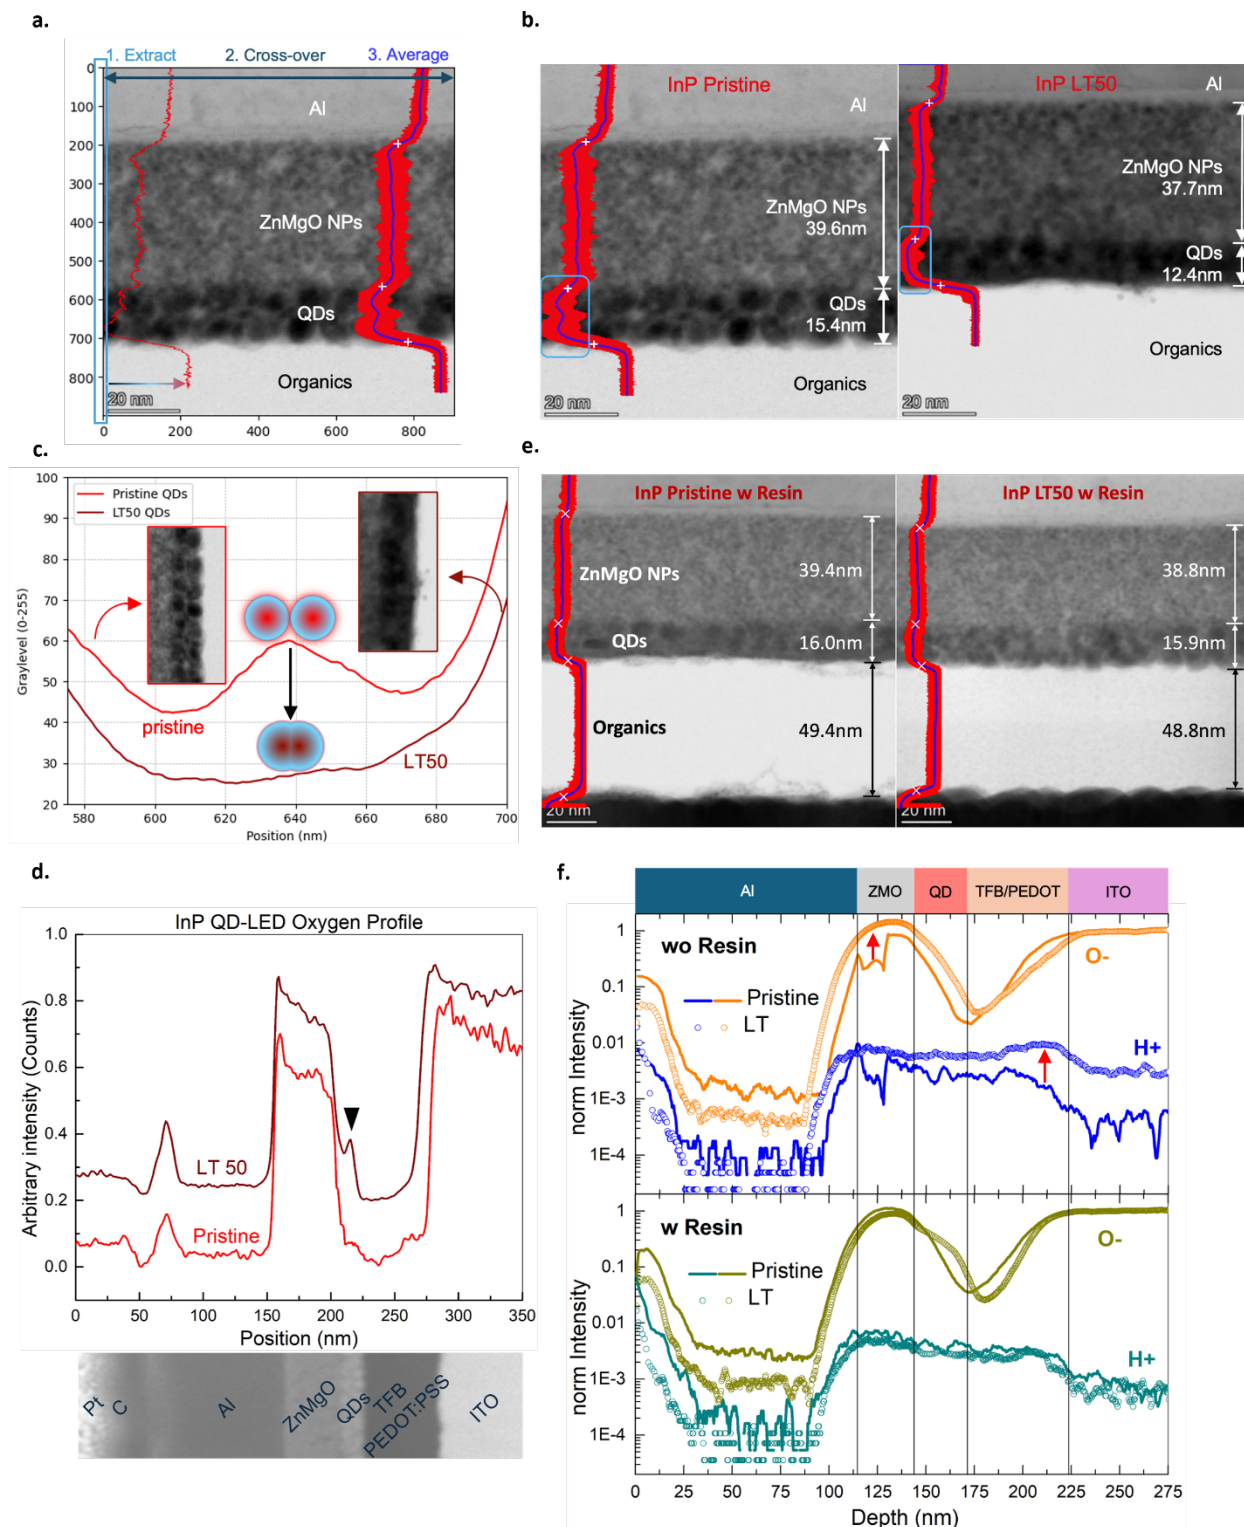 a.
1. Extract
2. Cross-over
3. Average
0
100
200
300
400
500
600
700
800
Al
ZnMgO NPs
QDs
Organics
20 nm
0
200
400
600
800
b.
InP Pristine
Al
ZnMgO NPs
39.6nm
QDs
15.4nm
Organics
20 nm
InP LT50
Al
ZnMgO NPs
37.7nm
QDs
12.4nm
Organics
20 nm
c.
Graylevel (0-255)
100
90
80
70
60
50
40
30
20
Pristine QDs
LT50 QDs
pristine
LT50
580
600
620
640
660
680
700
Position (nm)
e.
InP Pristine w Resin
ZnMgO NPs
39.4nm
QDs
16.0nm
Organics
49.4nm
20 nm
InP LT50 w Resin
38.8nm
15.9nm
48.8nm
20 nm
d.
InP QD-LED Oxygen Profile
Arbitrary intensity (Counts)
1.0
0.8
0.6
0.4
0.2
0.0
LT 50
Pristine
0
50
100
150
200
250
300
350
Position (nm)
Pt
C
Al
ZnMgO
QDs
TFB
PEDOT:PSS
ITO
f.
Al
ZMO
QD
TFB/PEDOT
ITO
norm Intensity
1
0.1
0.01
1E-3
1E-4
wo Resin
Pristine
LT
O-
H+
norm Intensity
1
0.1
0.01
1E-3
1E-4
w Resin
Pristine
LT
O-
H+
0
25
50
75
100
125
150
175
200
225
250
275
Depth (nm)